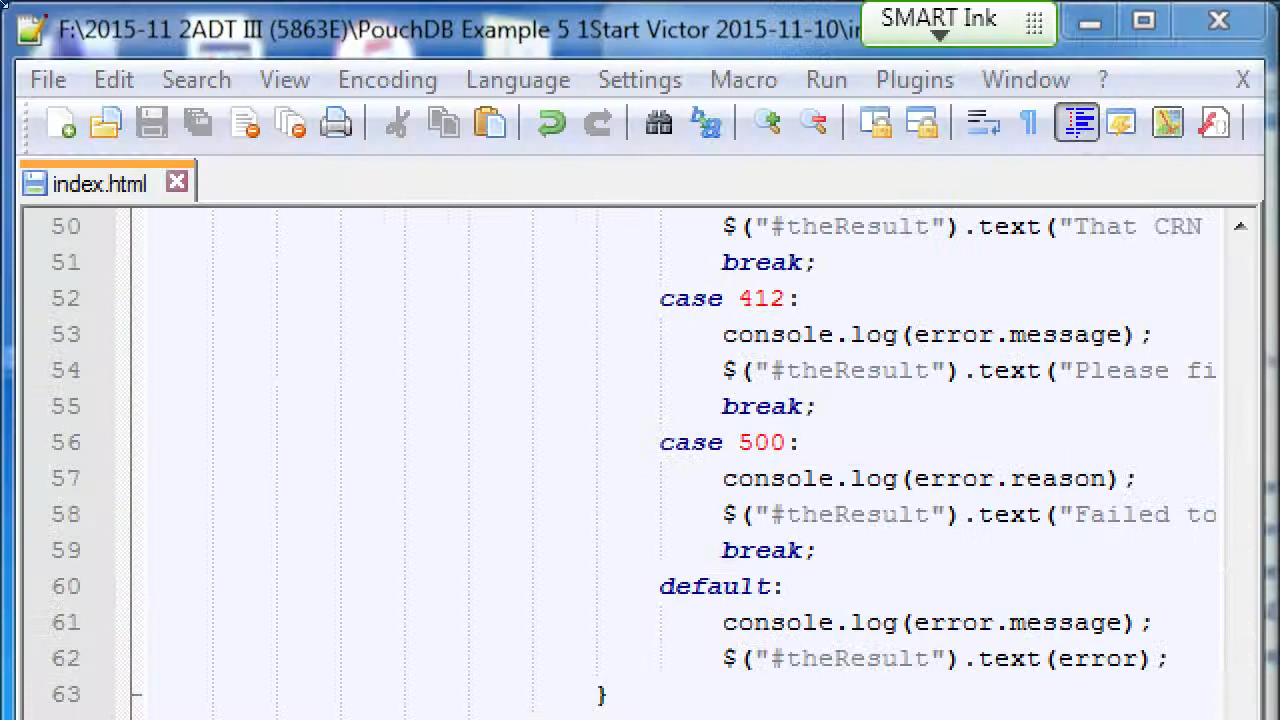 F:\2015-11 2ADT III (5863E)\PouchDB Example 5 1Start Victor 2015-11-10\in
SMART Ink
File Edit Search View Encoding Language Settings Macro Run Plugins Window ? X
index.html
50 $("#theResult").text("That CRN
51 break;
52 case 412:
53 console.log(error.message);
54 $("#theResult").text("Please fi
55 break;
56 case 500:
57 console.log(error.reason);
58 $("#theResult").text("Failed to
59 break;
60 default:
61 console.log(error.message);
62 $("#theResult").text(error);
63 }